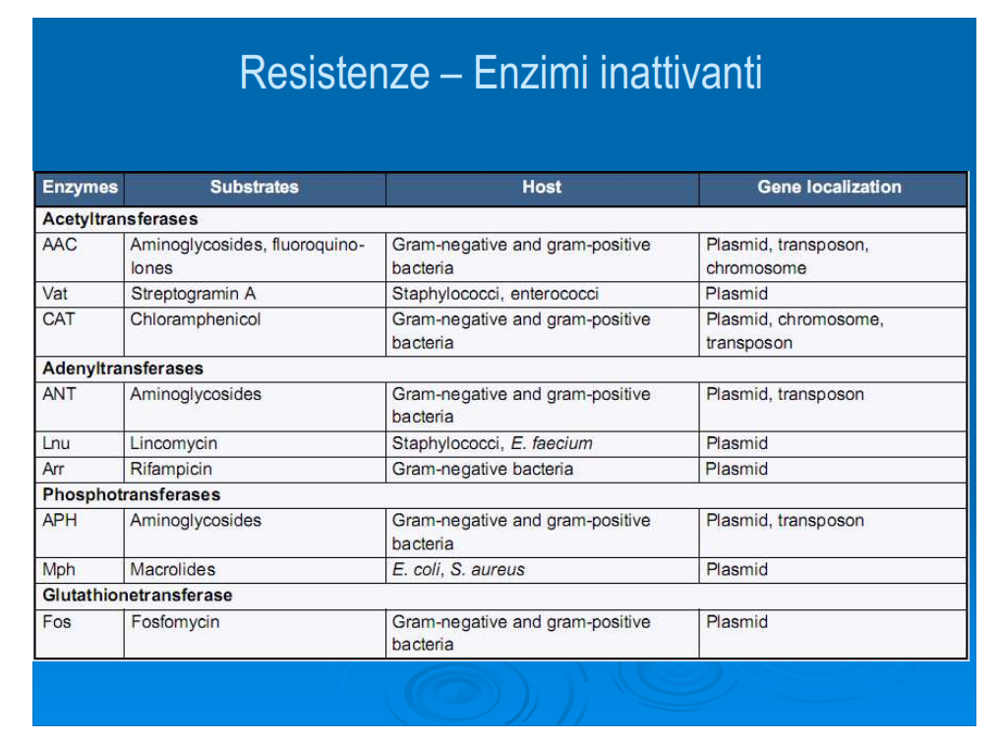 Resistenze – Enzimi inattivanti
Enzymes Substrates Host Gene localization
Acetyltransferases
AAC Aminoglycosides, fluoroquino- Gram-negative and gram-positive Plasmid, transposon,
lones bacteria chromosome
Vat Streptogramin A Staphylococci, enterococci Plasmid
CAT Chloramphenicol Gram-negative and gram-positive Plasmid, chromosome,
bacteria transposon
Adenyltransferases
ANT Aminoglycosides Gram-negative and gram-positive Plasmid, transposon
bacteria
Lnu Lincomycin Staphylococci, E. faecium Plasmid
Arr Rifampicin Gram-negative bacteria Plasmid
Phosphotransferases
APH Aminoglycosides Gram-negative and gram-positive Plasmid, transposon
bacteria
Mph Macrolides E. coli, S. aureus Plasmid
Glutathionetransferase
Fos Fosfomycin Gram-negative and gram-positive Plasmid
bacteria